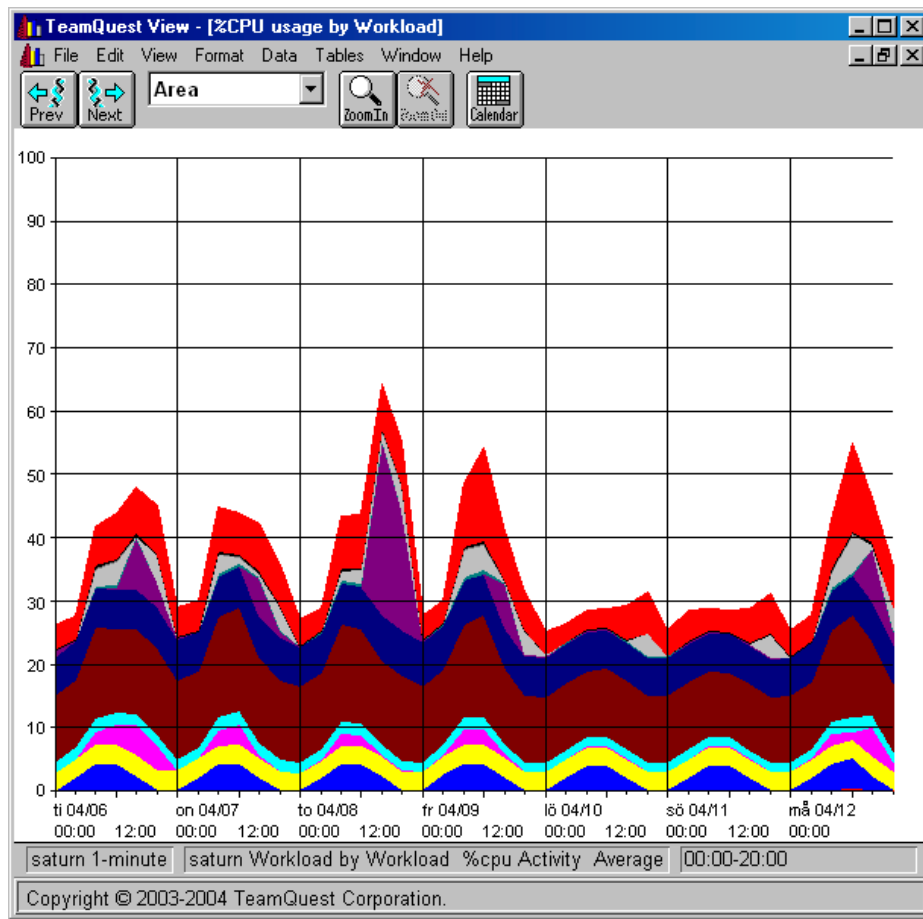 TeamQuest View - [%CPU usage by Workload]
File Edit View Format Data Tables Window Help
Prev Next Area ZoomIn ZoomOut Calendar
100
90
80
70
60
50
40
30
20
10
0
ti 04/06 on 04/07 to 04/08 fr 04/09 lö 04/10 sö 04/11 må 04/12
00:00 12:00 00:00 12:00 00:00 12:00 00:00 12:00 00:00 12:00 00:00 12:00 00:00
saturn 1-minute saturn Workload by Workload %cpu Activity Average 00:00-20:00
Copyright © 2003-2004 TeamQuest Corporation.